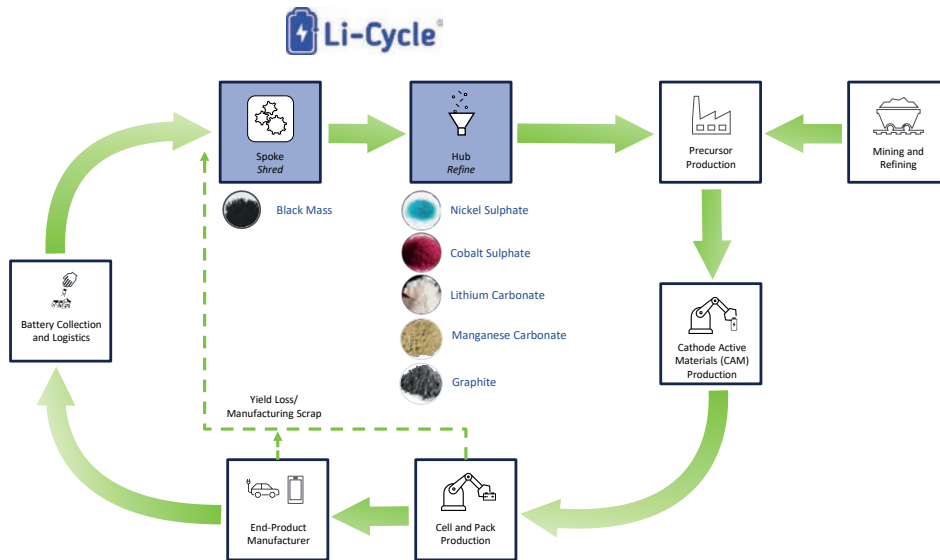 Li-Cycle®
Spoke
Shred
Hub
Refine
Precursor
Production
Mining and
Refining
Black Mass
Nickel Sulphate
Cobalt Sulphate
Lithium Carbonate
Manganese Carbonate
Graphite
Battery Collection
and Logistics
Cathode Active
Materials (CAM)
Production
Yield Loss/
Manufacturing Scrap
End-Product
Manufacturer
Cell and Pack
Production